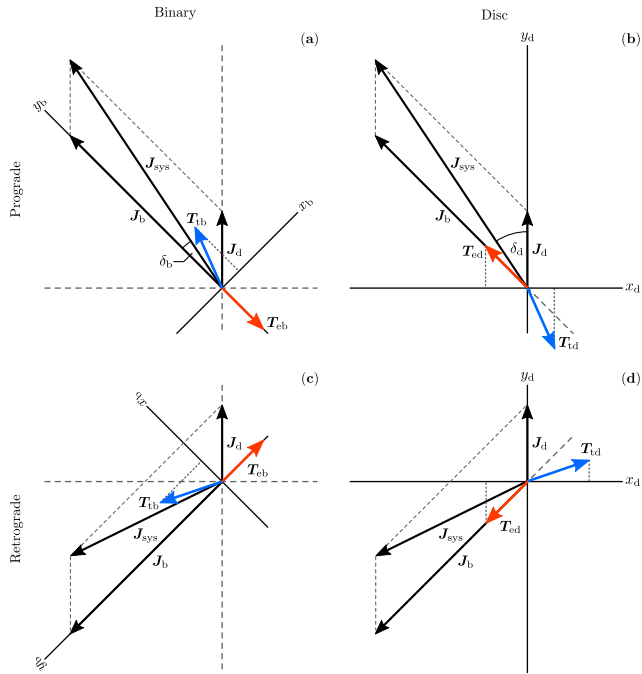 Binary
Disc
Prograde
Retrograde
(a)
y_b
x_b
J_sys
J_b
T_tb
J_d
δ_b
T_eb
(b)
y_d
J_sys
J_b
T_ed
δ_d
J_d
x_d
T_td
(c)
x_b
J_d
T_eb
T_tb
J_sys
J_b
y_b
(d)
y_d
J_d
T_td
x_d
T_ed
J_sys
J_b